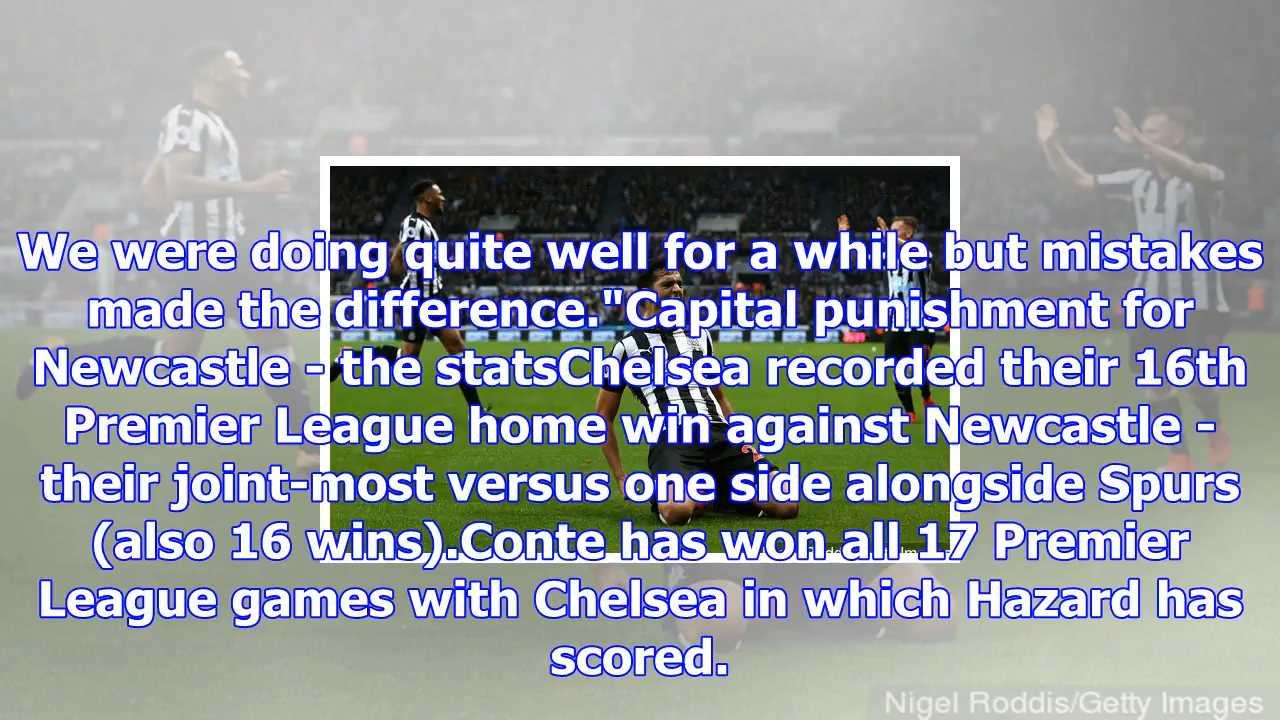 We were doing quite well for a while but mistakes
made the difference."Capital punishment for
Newcastle - the statsChelsea recorded their 16th
Premier League home win against Newcastle -
their joint-most versus one side alongside Spurs
(also 16 wins).Conte has won all 17 Premier
League games with Chelsea in which Hazard has
scored.
Nigel Roddis/Getty Images